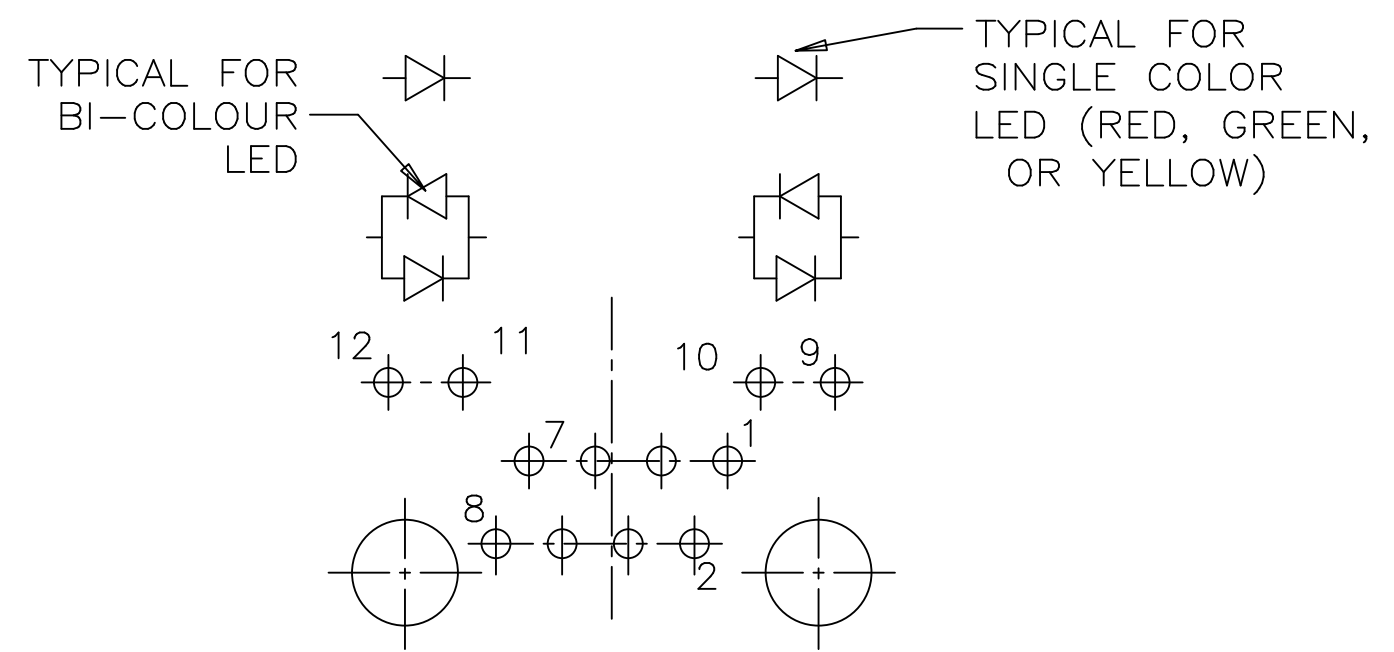 TYPICAL FOR
BI-COLOUR
LED
TYPICAL FOR
SINGLE COLOR
LED (RED, GREEN,
OR YELLOW)
12
11
10
9
7
1
8
2